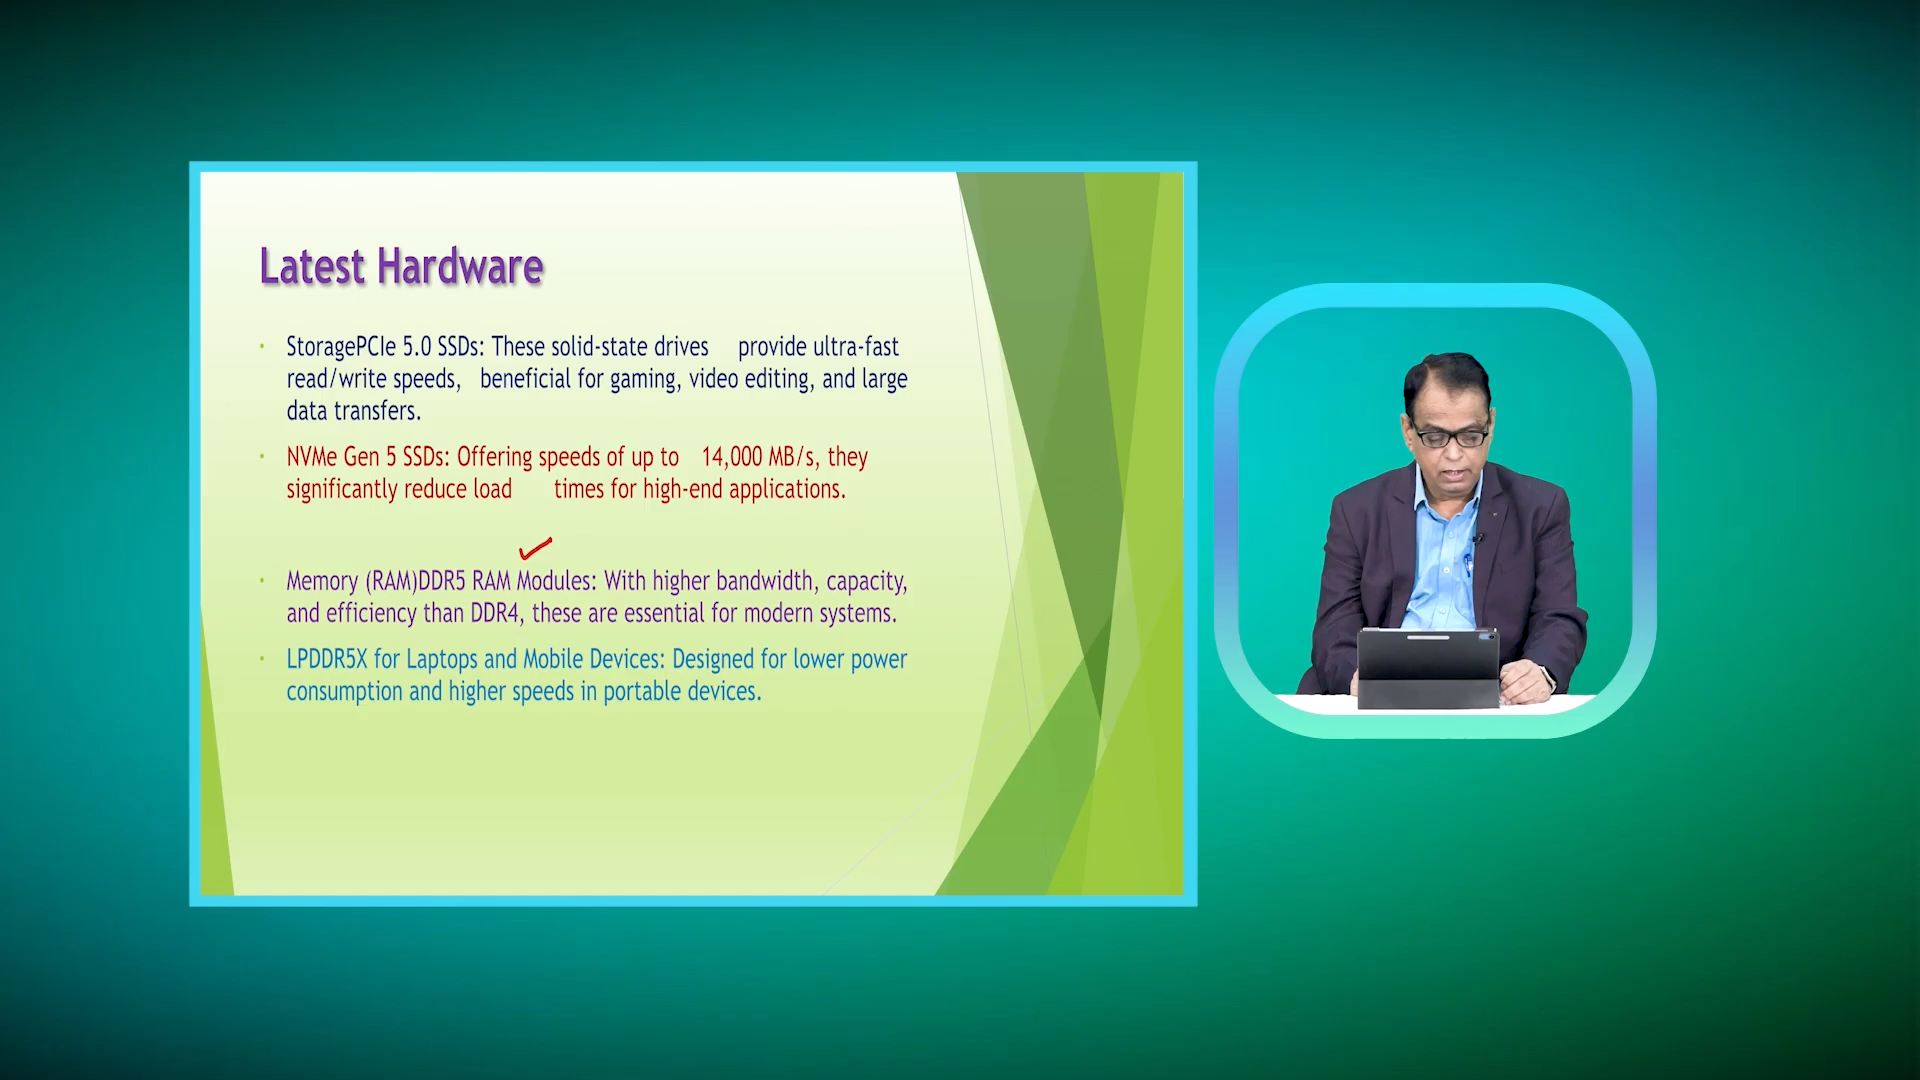 Latest Hardware
StoragePCIe 5.0 SSDs: These solid-state drives provide ultra-fast
read/write speeds, beneficial for gaming, video editing, and large
data transfers.
NVMe Gen 5 SSDs: Offering speeds of up to 14,000 MB/s, they
significantly reduce load times for high-end applications.
Memory (RAM)DDR5 RAM Modules: With higher bandwidth, capacity,
and efficiency than DDR4, these are essential for modern systems.
LPDDR5X for Laptops and Mobile Devices: Designed for lower power
consumption and higher speeds in portable devices.